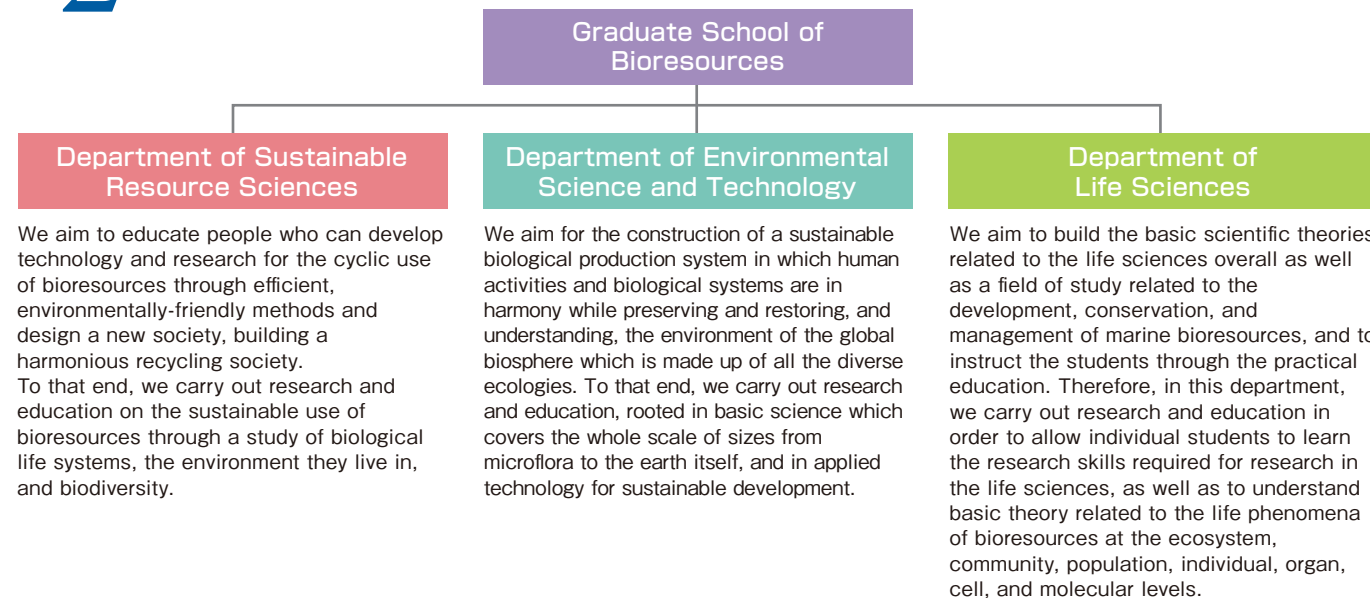 Graduate School of
Bioresources
Department of Sustainable
Resource Sciences
We aim to educate people who can develop
technology and research for the cyclic use
of bioresources through efficient,
environmentally-friendly methods and
design a new society, building a
harmonious recycling society.
To that end, we carry out research and
education on the sustainable use of
bioresources through a study of biological
life systems, the environment they live in,
and biodiversity.
Department of Environmental
Science and Technology
We aim for the construction of a sustainable
biological production system in which human
activities and biological systems are in
harmony while preserving and restoring, and
understanding, the environment of the global
biosphere which is made up of all the diverse
ecologies. To that end, we carry out research
and education, rooted in basic science which
covers the whole scale of sizes from
microflora to the earth itself, and in applied
technology for sustainable development.
Department of
Life Sciences
We aim to build the basic scientific theories
related to the life sciences overall as well
as a field of study related to the
development, conservation, and
management of marine bioresources, and to
instruct the students through the practical
education. Therefore, in this department,
we carry out research and education in
order to allow individual students to learn
the research skills required for research in
the life sciences, as well as to understand
basic theory related to the life phenomena
of bioresources at the ecosystem,
community, population, individual, organ,
cell, and molecular levels.